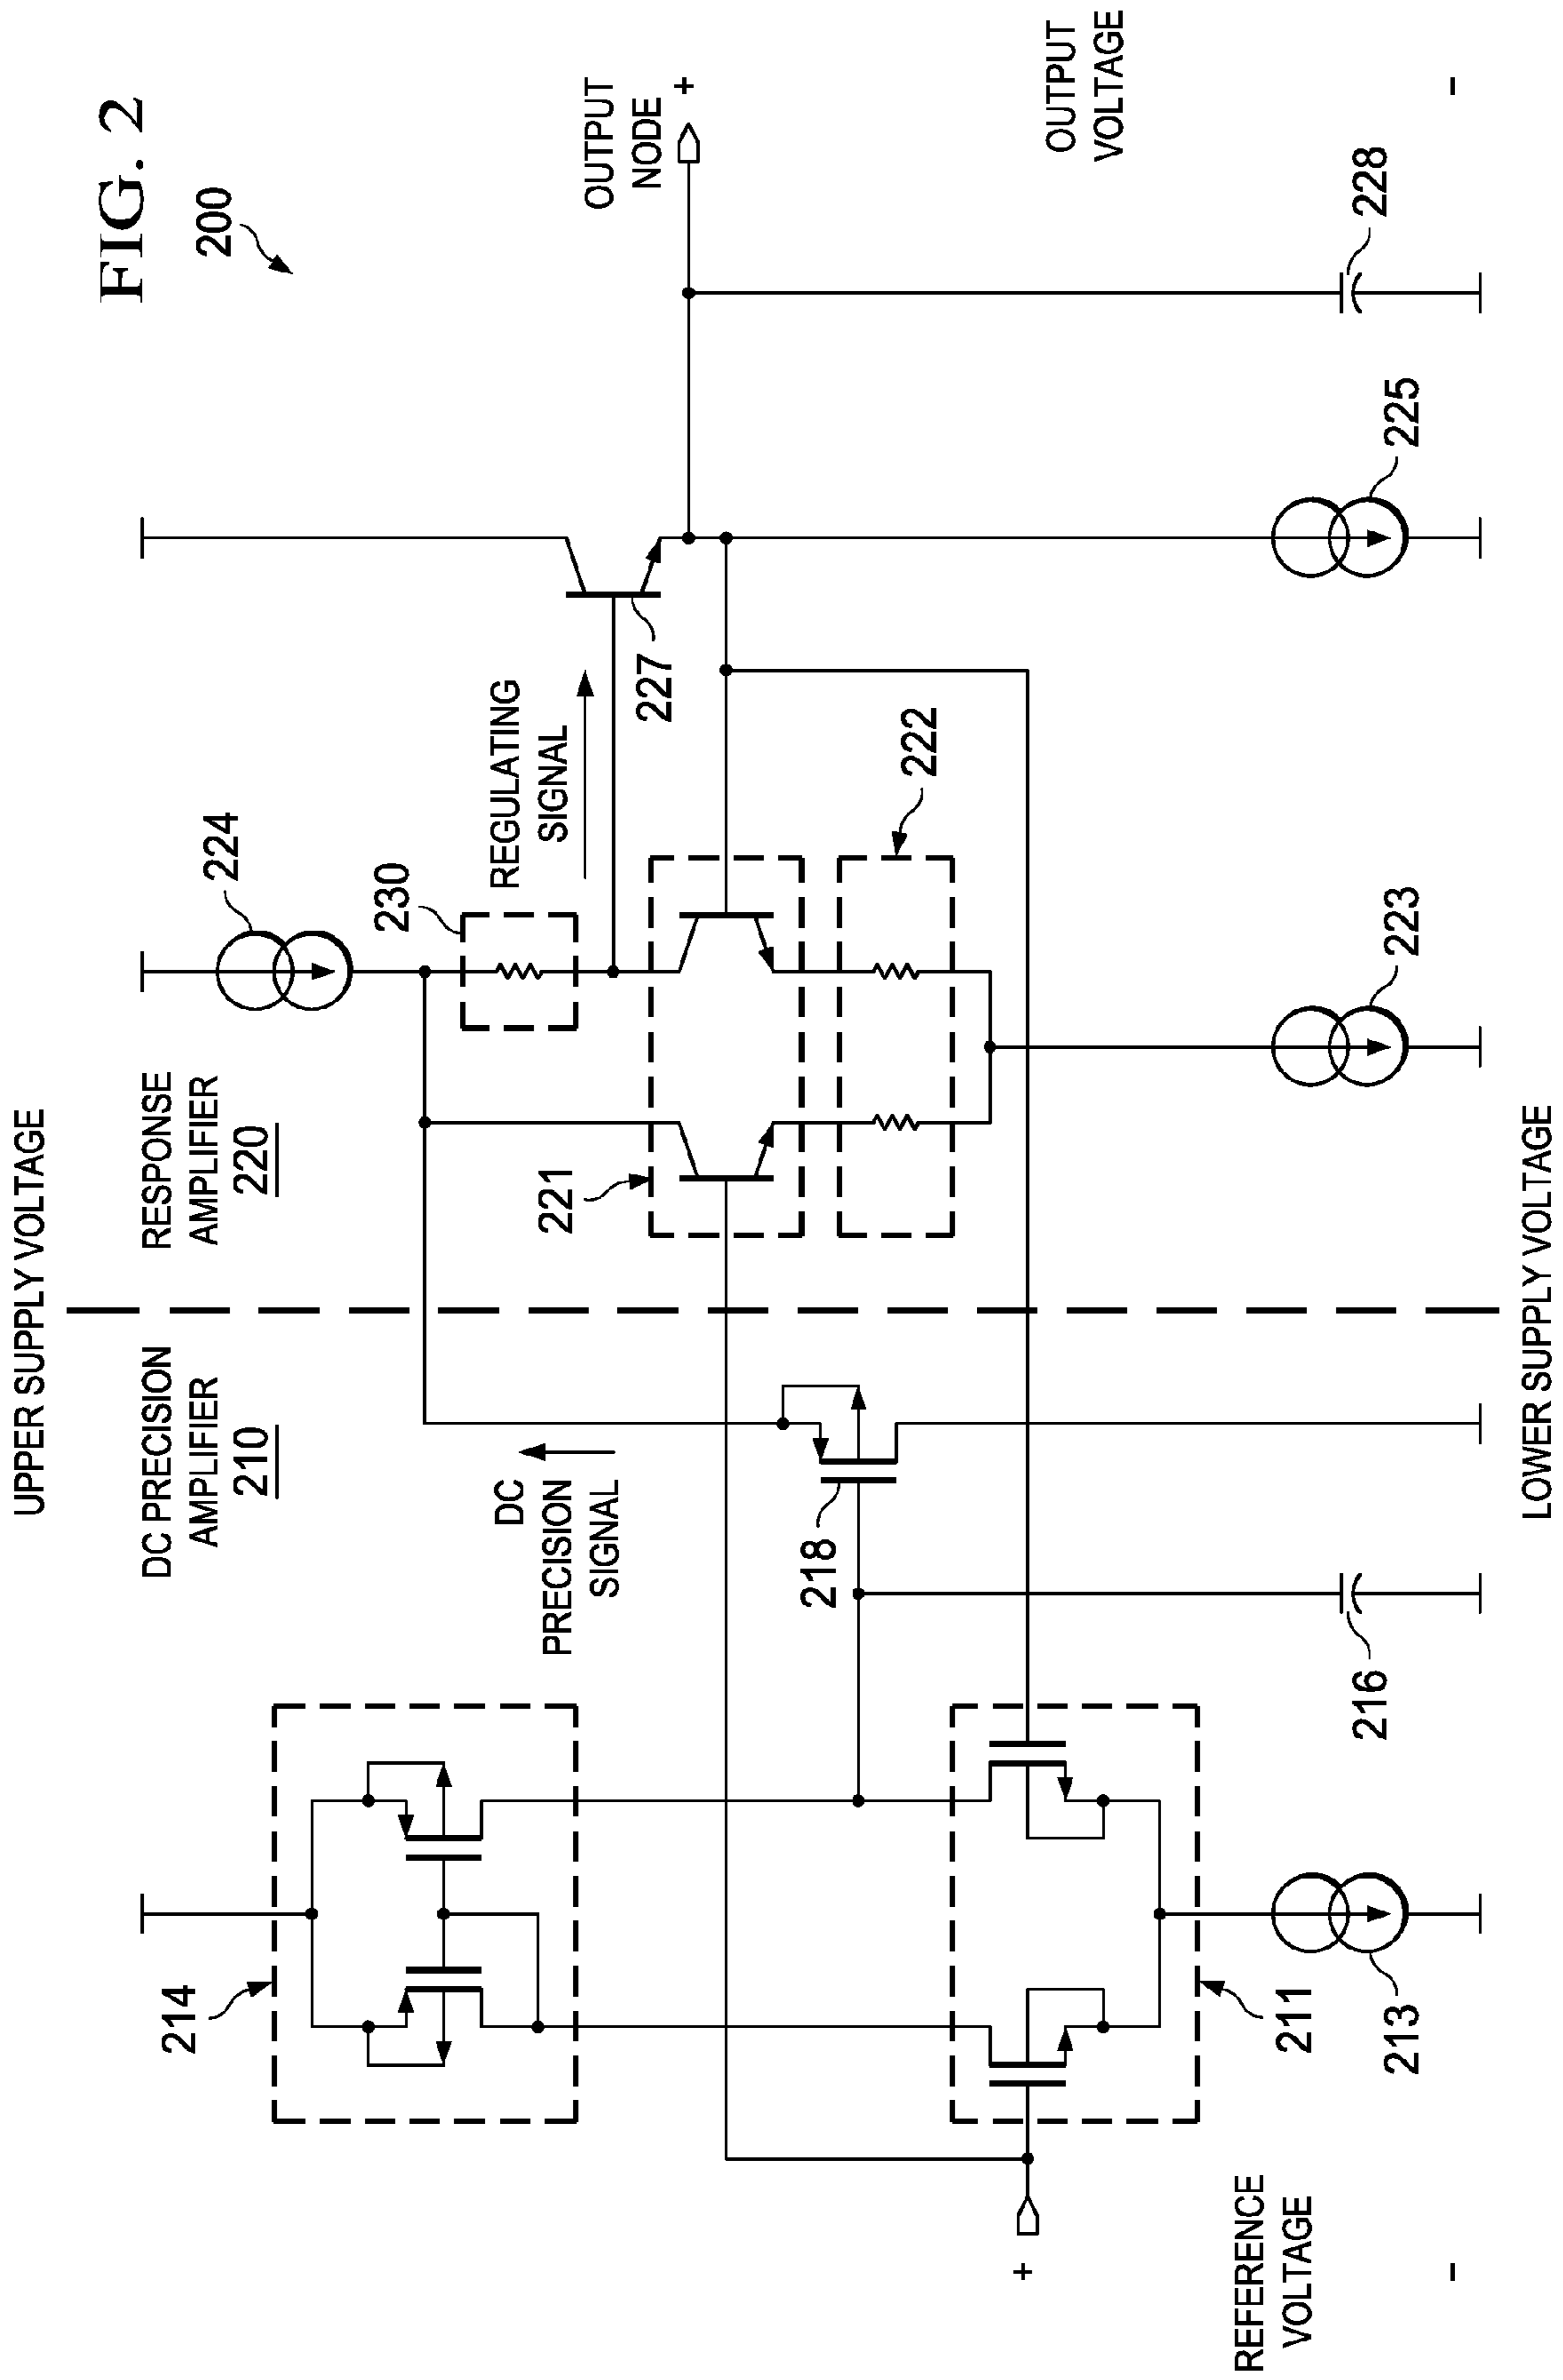 FIG. 2
200
UPPER SUPPLY VOLTAGE
DC PRECISION
AMPLIFIER
210
RESPONSE
AMPLIFIER
220
214
224
230
DC
PRECISION
SIGNAL
REGULATING
SIGNAL
221
227
OUTPUT
NODE
+
218
222
+
REFERENCE
VOLTAGE
-
211
213
216
223
225
228
OUTPUT
VOLTAGE
-
LOWER SUPPLY VOLTAGE